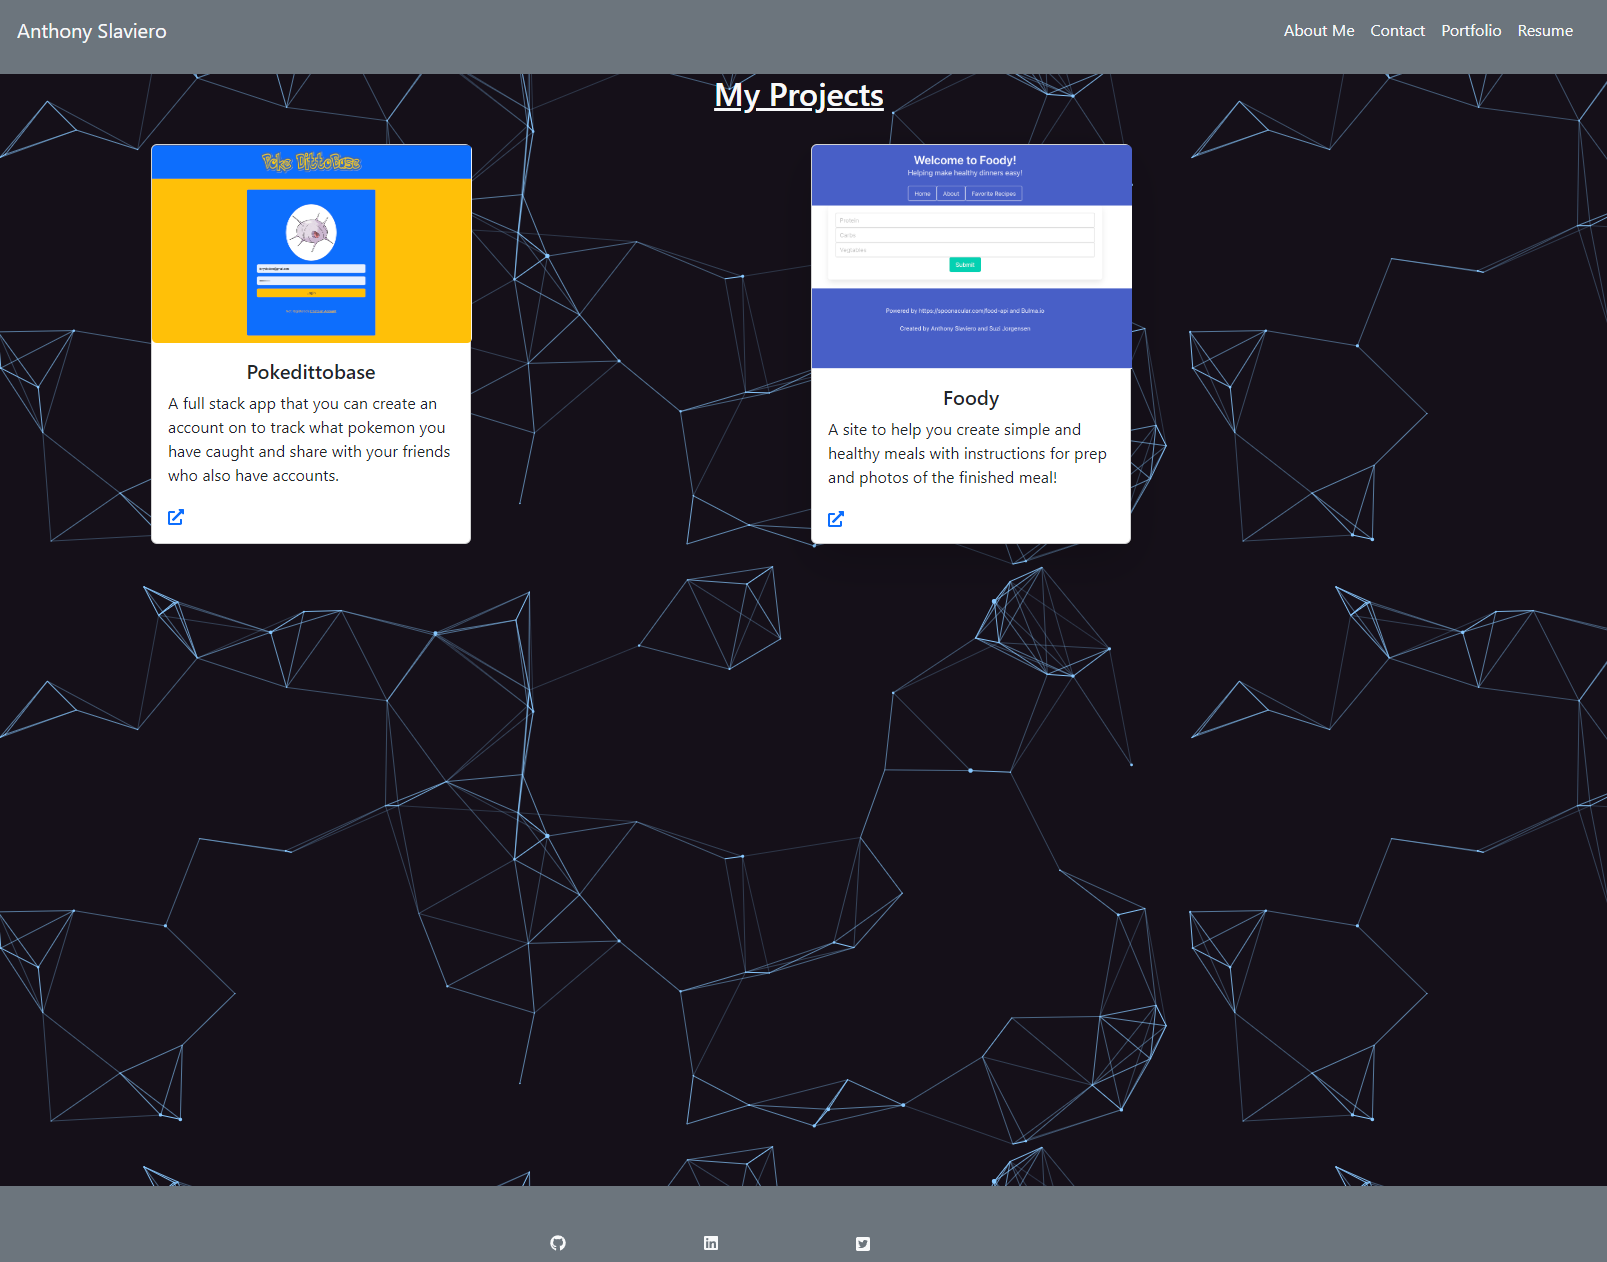 Anthony Slaviero
About Me Contact Portfolio Resume
My Projects
Poke DittoBase
Pokedittobase
A full stack app that you can create an
account on to track what pokemon you
have caught and share with your friends
who also have accounts.
Welcome to Foody!
Helping make healthy dinners easy!
Home About Favorite Recipes
Protein
Carbs
Vegtables
Submit
Powered by https://spoonacular.com/food-api and Bulma.io
Created by Anthony Slaviero and Suzi Jorgensen
Foody
A site to help you create simple and
healthy meals with instructions for prep
and photos of the finished meal!